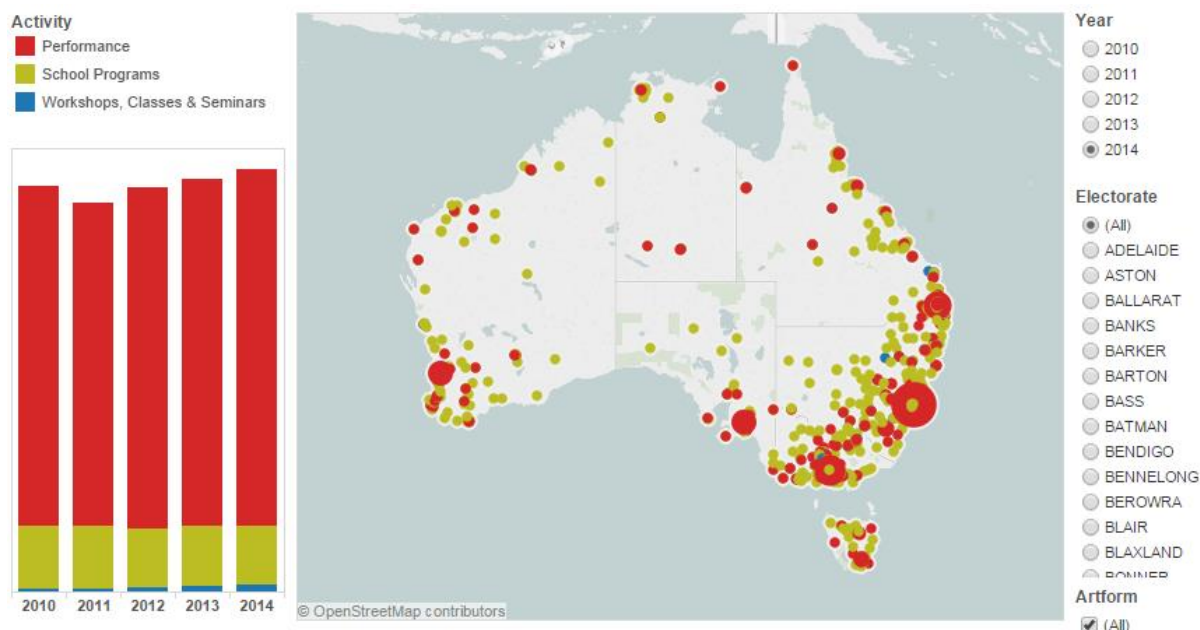 Activity
Performance
School Programs
Workshops, Classes & Seminars
2010 2011 2012 2013 2014
© OpenStreetMap contributors
Year
2010
2011
2012
2013
2014
Electorate
(All)
ADELAIDE
ASTON
BALLARAT
BANKS
BARKER
BARTON
BASS
BATMAN
BENDIGO
BENNELONG
BEROWRA
BLAIR
BLAXLAND
BONNER
Artform
(All)